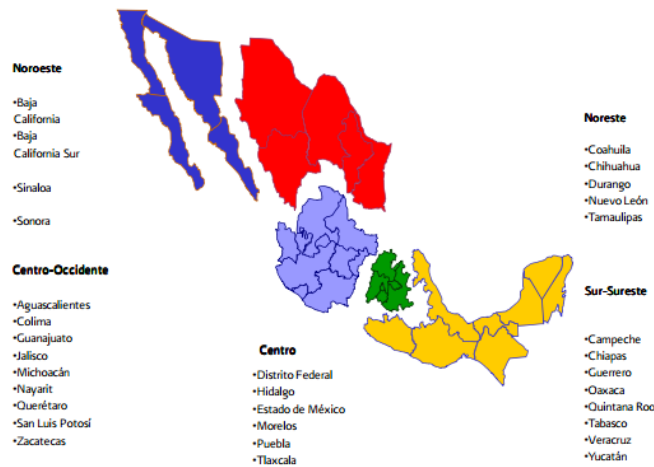 Noroeste
•Baja
California
•Baja
California Sur
•Sinaloa
•Sonora
Centro-Occidente
•Aguascalientes
•Colima
•Guanajuato
•Jalisco
•Michoacán
•Nayarit
•Querétaro
•San Luis Potosí
•Zacatecas
Centro
•Distrito Federal
•Hidalgo
•Estado de México
•Morelos
•Puebla
•Tlaxcala
Noreste
•Coahuila
•Chihuahua
•Durango
•Nuevo León
•Tamaulipas
Sur-Sureste
•Campeche
•Chiapas
•Guerrero
•Oaxaca
•Quintana Roo
•Tabasco
•Veracruz
•Yucatán